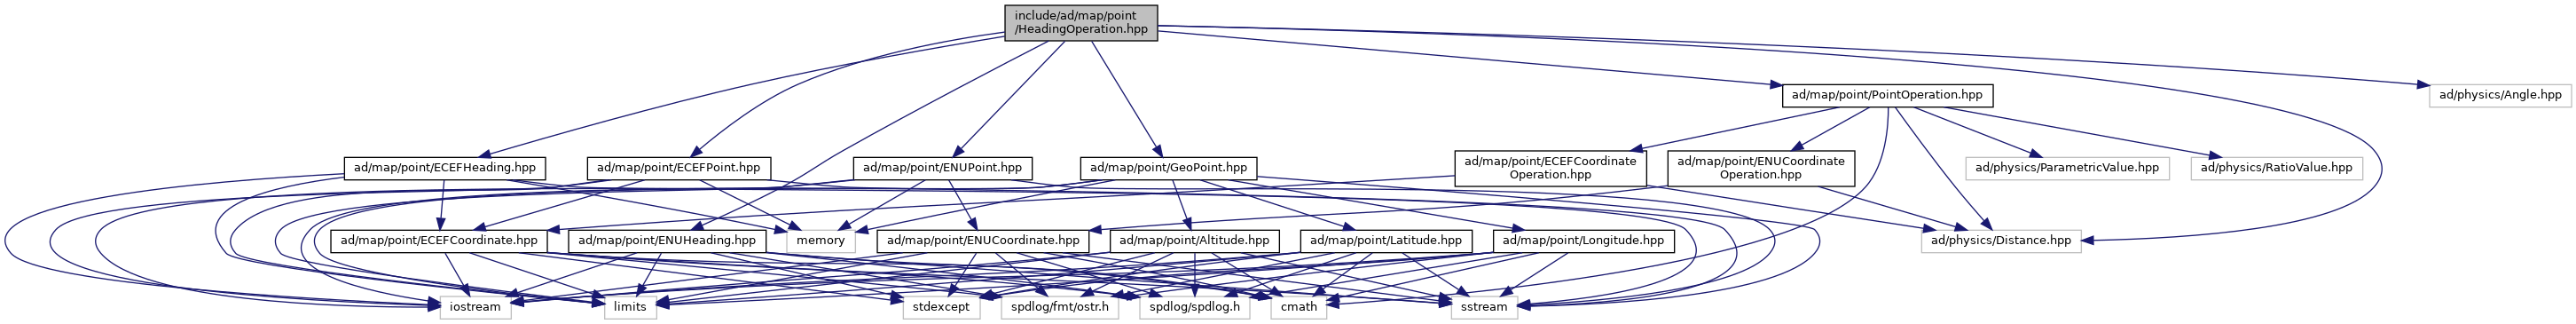 include/ad/map/point
/HeadingOperation.hpp
ad/map/point/PointOperation.hpp
ad/physics/Angle.hpp
ad/map/point/ECEFHeading.hpp
ad/map/point/ECEFPoint.hpp
ad/map/point/ENUPoint.hpp
ad/map/point/GeoPoint.hpp
ad/map/point/ECEFCoordinate
Operation.hpp
ad/map/point/ENUCoordinate
Operation.hpp
ad/physics/ParametricValue.hpp
ad/physics/RatioValue.hpp
ad/map/point/ECEFCoordinate.hpp
ad/map/point/ENUHeading.hpp
memory
ad/map/point/ENUCoordinate.hpp
ad/map/point/Altitude.hpp
ad/map/point/Latitude.hpp
ad/map/point/Longitude.hpp
ad/physics/Distance.hpp
iostream
limits
stdexcept
spdlog/fmt/ostr.h
spdlog/spdlog.h
cmath
sstream